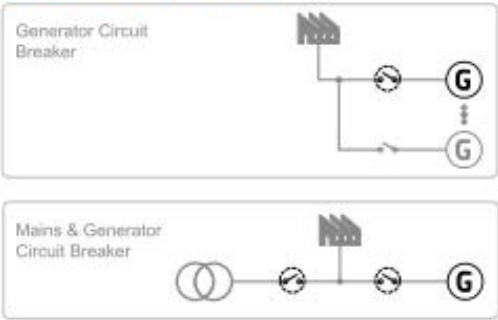 Generator Circuit
Breaker
G
G
Mains & Generator
Circuit Breaker
G